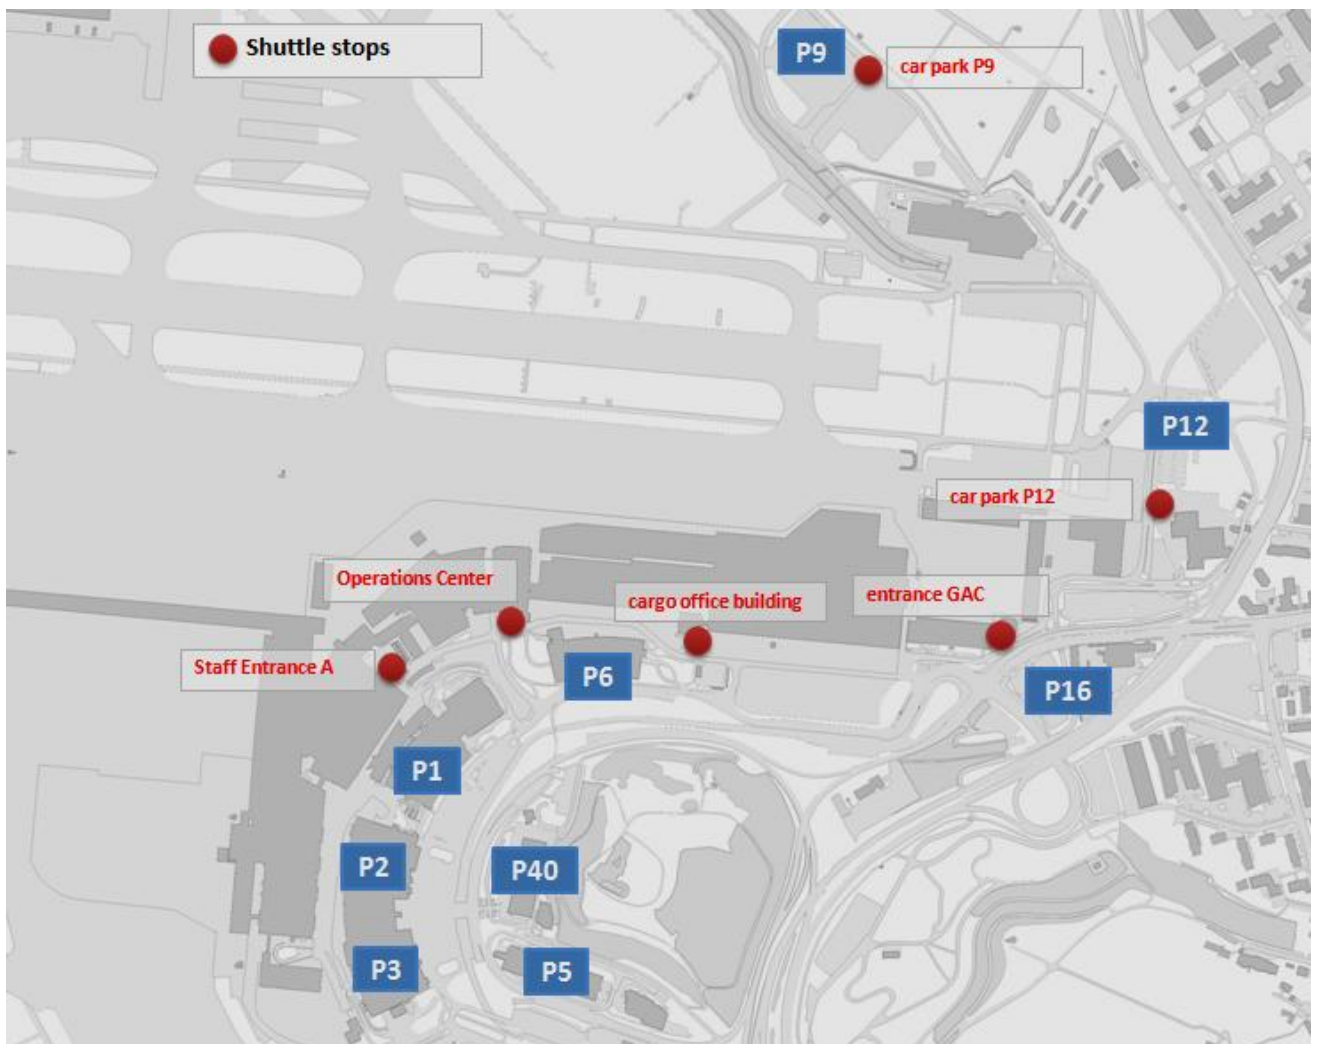 Shuttle stops
P9
car park P9
P12
car park P12
Operations Center
cargo office building
entrance GAC
Staff Entrance A
P6
P16
P1
P2
P40
P3
P5